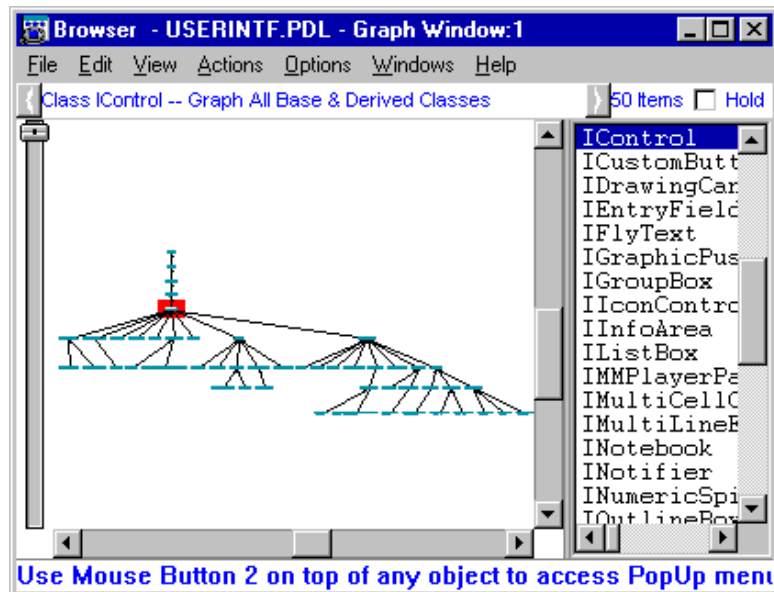 Browser - USERINTF.PDL - Graph Window:1
File Edit View Actions Options Windows Help
Class IControl -- Graph All Base & Derived Classes 50 Items Hold
IControl
ICustomButt
IDrawingCan
IEntryField
IFlyText
IGraphicPus
IGroupBox
IIconContro
IInfoArea
IListBox
IMMPlayerPa
IMultiCellC
IMultiLineE
INotebook
INotifier
INumericSpi
IOutlineBox
Use Mouse Button 2 on top of any object to access PopUp menu